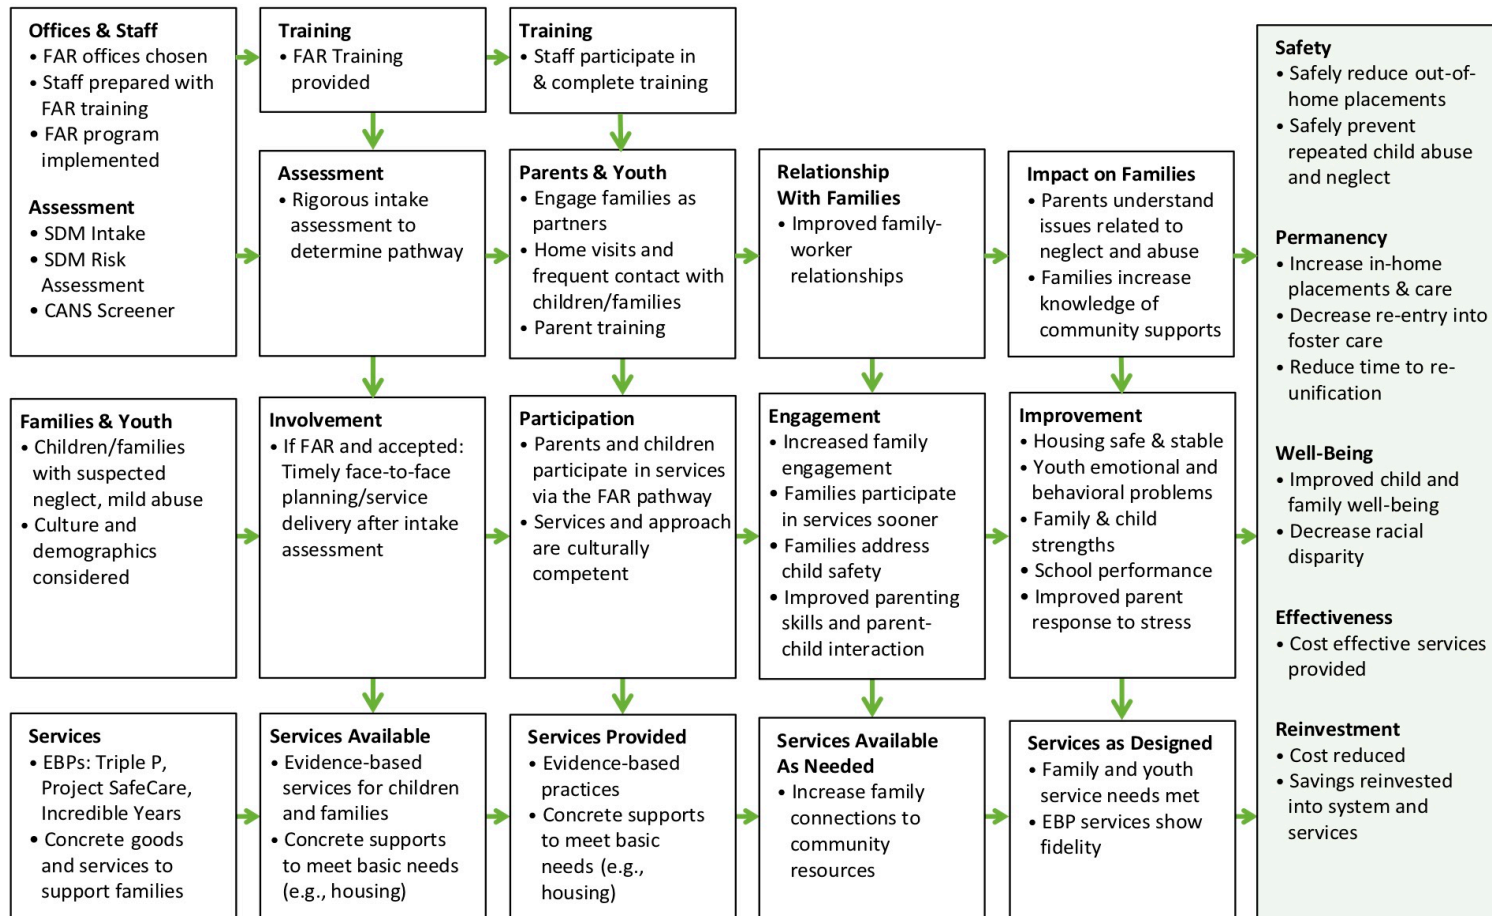 Offices & Staff
• FAR offices chosen
• Staff prepared with
FAR training
• FAR program
implemented
Assessment
• SDM Intake
• SDM Risk
Assessment
• CANS Screener
Training
• FAR Training
provided
Training
• Staff participate in
& complete training
Assessment
• Rigorous intake
assessment to
determine pathway
Parents & Youth
• Engage families as
partners
• Home visits and
frequent contact with
children/families
• Parent training
Relationship
With Families
• Improved family-
worker
relationships
Impact on Families
• Parents understand
issues related to
neglect and abuse
• Families increase
knowledge of
community supports
Families & Youth
• Children/families
with suspected
neglect, mild abuse
• Culture and
demographics
considered
Involvement
• If FAR and accepted:
Timely face-to-face
planning/service
delivery after intake
assessment
Participation
• Parents and children
participate in services
via the FAR pathway
• Services and approach
are culturally
competent
Engagement
• Increased family
engagement
• Families participate
in services sooner
• Families address
child safety
• Improved parenting
skills and parent-
child interaction
Improvement
• Housing safe & stable
• Youth emotional and
behavioral problems
• Family & child
strengths
• School performance
• Improved parent
response to stress
Services
• EBPs: Triple P,
Project SafeCare,
Incredible Years
• Concrete goods
and services to
support families
Services Available
• Evidence-based
services for children
and families
• Concrete supports
to meet basic needs
(e.g., housing)
Services Provided
• Evidence-based
practices
• Concrete supports
to meet basic
needs (e.g.,
housing)
Services Available
As Needed
• Increase family
connections to
community
resources
Services as Designed
• Family and youth
service needs met
• EBP services show
fidelity
Safety
• Safely reduce out-of-
home placements
• Safely prevent
repeated child abuse
and neglect
Permanency
• Increase in-home
placements & care
• Decrease re-entry into
foster care
• Reduce time to re-
unification
Well-Being
• Improved child and
family well-being
• Decrease racial
disparity
Effectiveness
• Cost effective services
provided
Reinvestment
• Cost reduced
• Savings reinvested
into system and
services